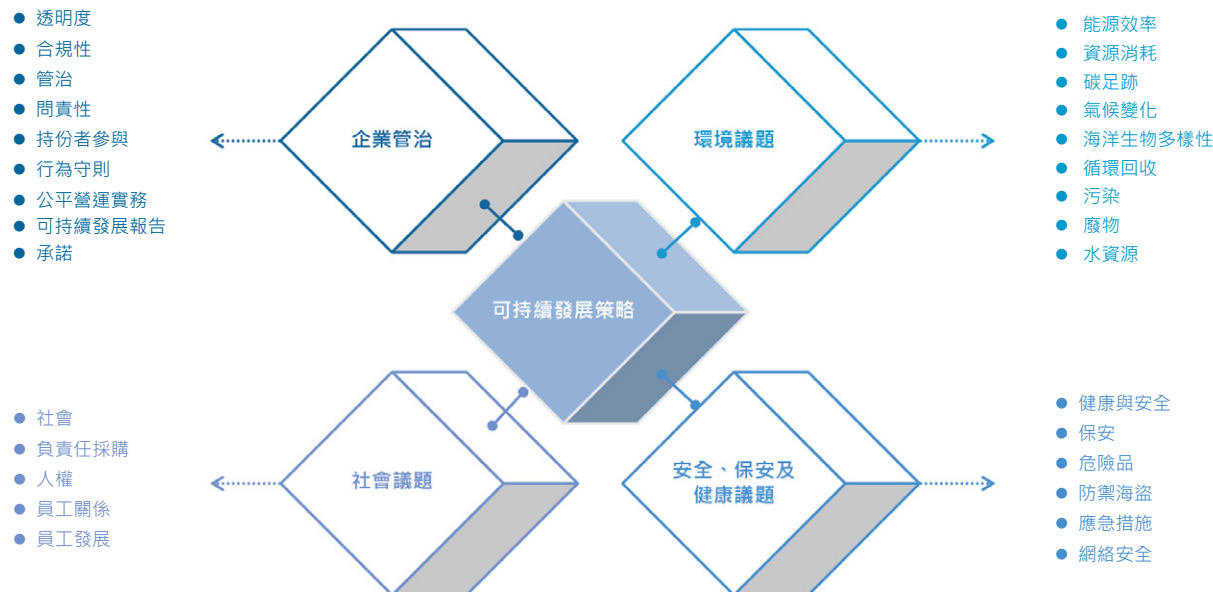 透明度
合規性
管治
問責性
持份者參與
行為守則
公平營運實務
可持續發展報告
承諾
企業管治
環境議題
能源效率
資源消耗
碳足跡
氣候變化
海洋生物多樣性
循環回收
污染
廢物
水資源
可持續發展策略
社會
負責任採購
人權
員工關係
員工發展
社會議題
安全、保安及
健康議題
健康與安全
保安
危險品
防禦海盜
應急措施
網絡安全